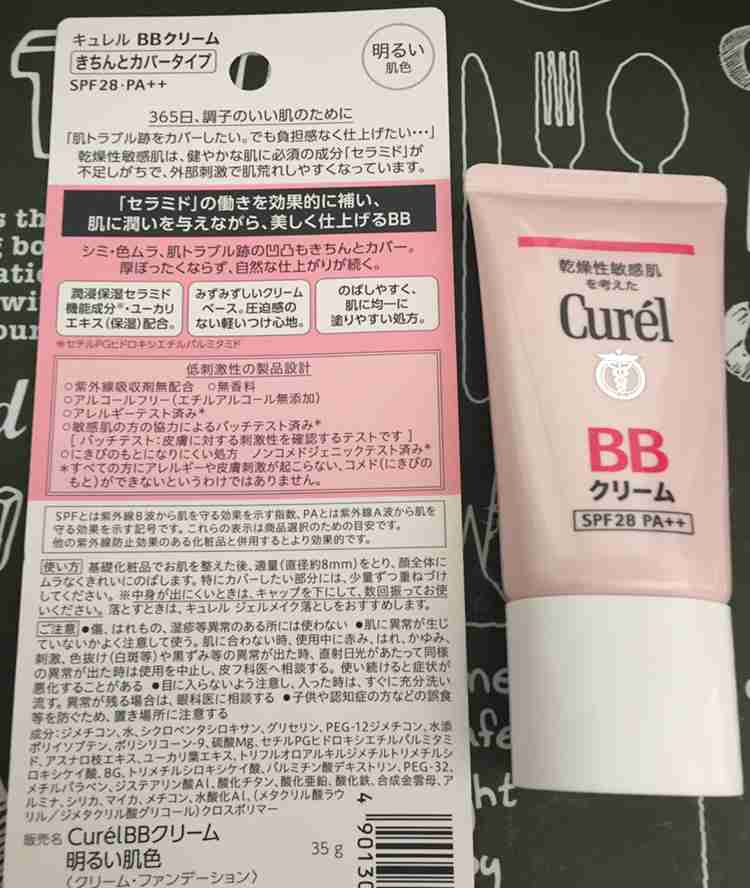 キュレル BBクリーム
きちんとカバータイプ
SPF28・PA++
明るい
肌色
365日、調子のいい肌のために
「肌トラブル跡をカバーしたい。でも負担感なく仕上げたい…」
乾燥性敏感肌は、健やかな肌に必須の成分「セラミド」が
不足しがちで、外部刺激で肌荒れしやすくなっています。
「セラミド」の働きを効果的に補い、
肌に潤いを与えながら、美しく仕上げるBB
シミ・色ムラ、肌トラブル跡の凹凸もきちんとカバー。
厚ぼったくならず、自然な仕上がりが続く。
潤浸保湿セラミド
機能成分※・ユーカリ
エキス(保湿)配合。
みずみずしいクリーム
ベース。圧迫感の
ない軽いつけ心地。
のばしやすく、
肌に均一に
塗りやすい処方。
※セチルPGヒドロキシエチルパルミタミド
低刺激性の製品設計
○紫外線吸収剤無配合 ○無香料
○アルコールフリー(エチルアルコール無添加)
○アレルギーテスト済み*
○敏感肌の方の協力によるパッチテスト済み*
[ パッチテスト:皮膚に対する刺激性を確認するテストです ]
○にきびのもとになりにくい処方 ノンコメドジェニックテスト済み*
*すべての方にアレルギーや皮膚刺激が起こらない、コメド(にきびの
もと)ができないというわけではありません。
SPFとは紫外線B波から肌を守る効果を示す指数、PAとは紫外線A波から肌を
守る効果を示す記号です。これらの表示は商品選択のための目安です。
他の紫外線防止効果のある化粧品と併用するとより効果的です。
使い方 基礎化粧品でお肌を整えた後、適量(直径約8mm)をとり、顔全体に
ムラなくきれいにのばします。特にカバーしたい部分には、少量ずつ重ねづけ
してください。※中身が出にくいときは、キャップを下にして、数回振ってお使
いください。落とすときは、キュレル ジェルメイク落としをおすすめします。
ご注意 ●傷、はれもの、湿疹等異常のある所には使わない ●肌に異常が生じ
ていないかよく注意して使う。肌に合わない時、使用中に赤み、はれ、かゆみ、
刺激、色抜け(白斑等)や黒ずみ等の異常が出た時、直射日光があたって同様
の異常が出た時は使用を中止し、皮フ科医へ相談する。使い続けると症状が
悪化することがある ●目に入らないよう注意し、入った時は、すぐに充分洗い
流す。異常が残る場合は、眼科医に相談する ●子供や認知症の方などの誤食
等を防ぐため、置き場所に注意する
成分:ジメチコン、水、シクロペンタシロキサン、グリセリン、PEG-12ジメチコン、水添
ポリイソブテン、ポリシリコーン-9、硫酸Mg、セチルPGヒドロキシエチルパルミタミ
ド、アスナロ枝エキス、ユーカリ葉エキス、トリフルオロアルキルジメチルトリメチルシ
ロキシケイ酸、BG、トリメチルシロキシケイ酸、パルミチン酸デキストリン、PEG-32、
メチルパラベン、ジステアリン酸Al、酸化チタン、酸化亜鉛、酸化鉄、合成金雲母、ア
ルミナ、シリカ、マイカ、メチコン、水酸化Al、(メタクリル酸ラウ
リル/ジメタクリル酸グリコール)クロスポリマー
販売名 CurélBBクリーム
明るい肌色
〈クリーム・ファンデーション〉
35g
4 90130
乾燥性敏感肌
を考えた
Curél
BB
クリーム
SPF28 PA++